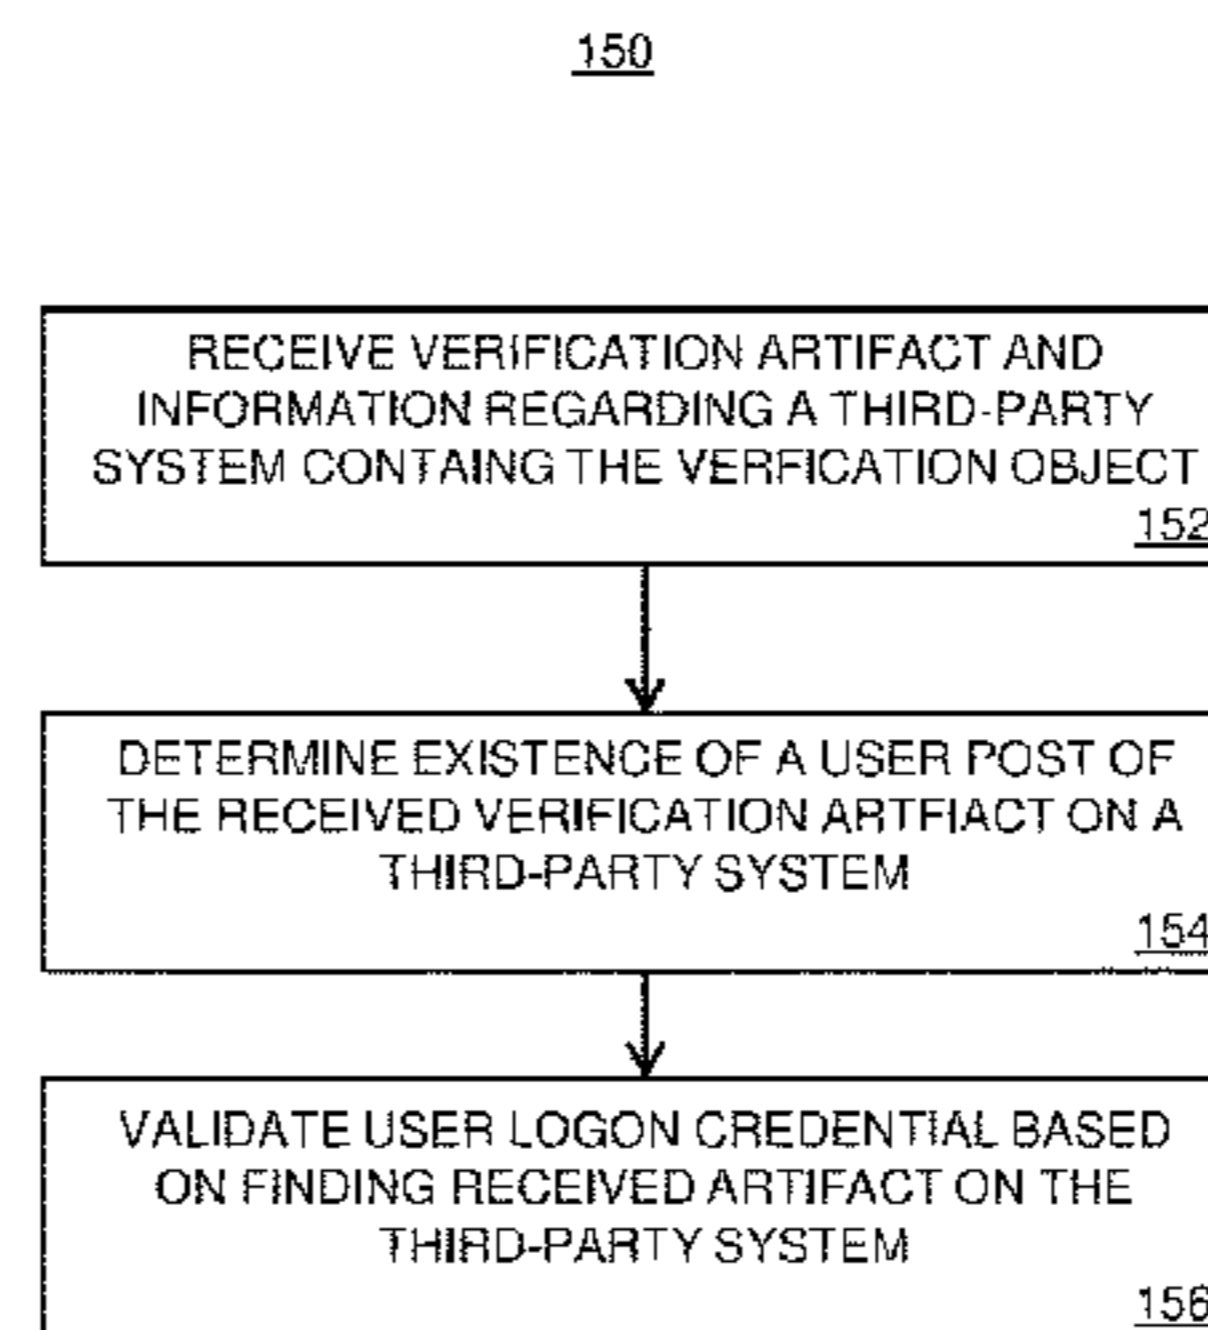 150
RECEIVE VERIFICATION ARTIFACT AND
INFORMATION REGARDING A THIRD-PARTY
SYSTEM CONTAING THE VERFICATION OBJECT
152
DETERMINE EXISTENCE OF A USER POST OF
THE RECEIVED VERIFICATION ARTFIACT ON A
THIRD-PARTY SYSTEM
154
VALIDATE USER LOGON CREDENTIAL BASED
ON FINDING RECEIVED ARTIFACT ON THE
THIRD-PARTY SYSTEM
156